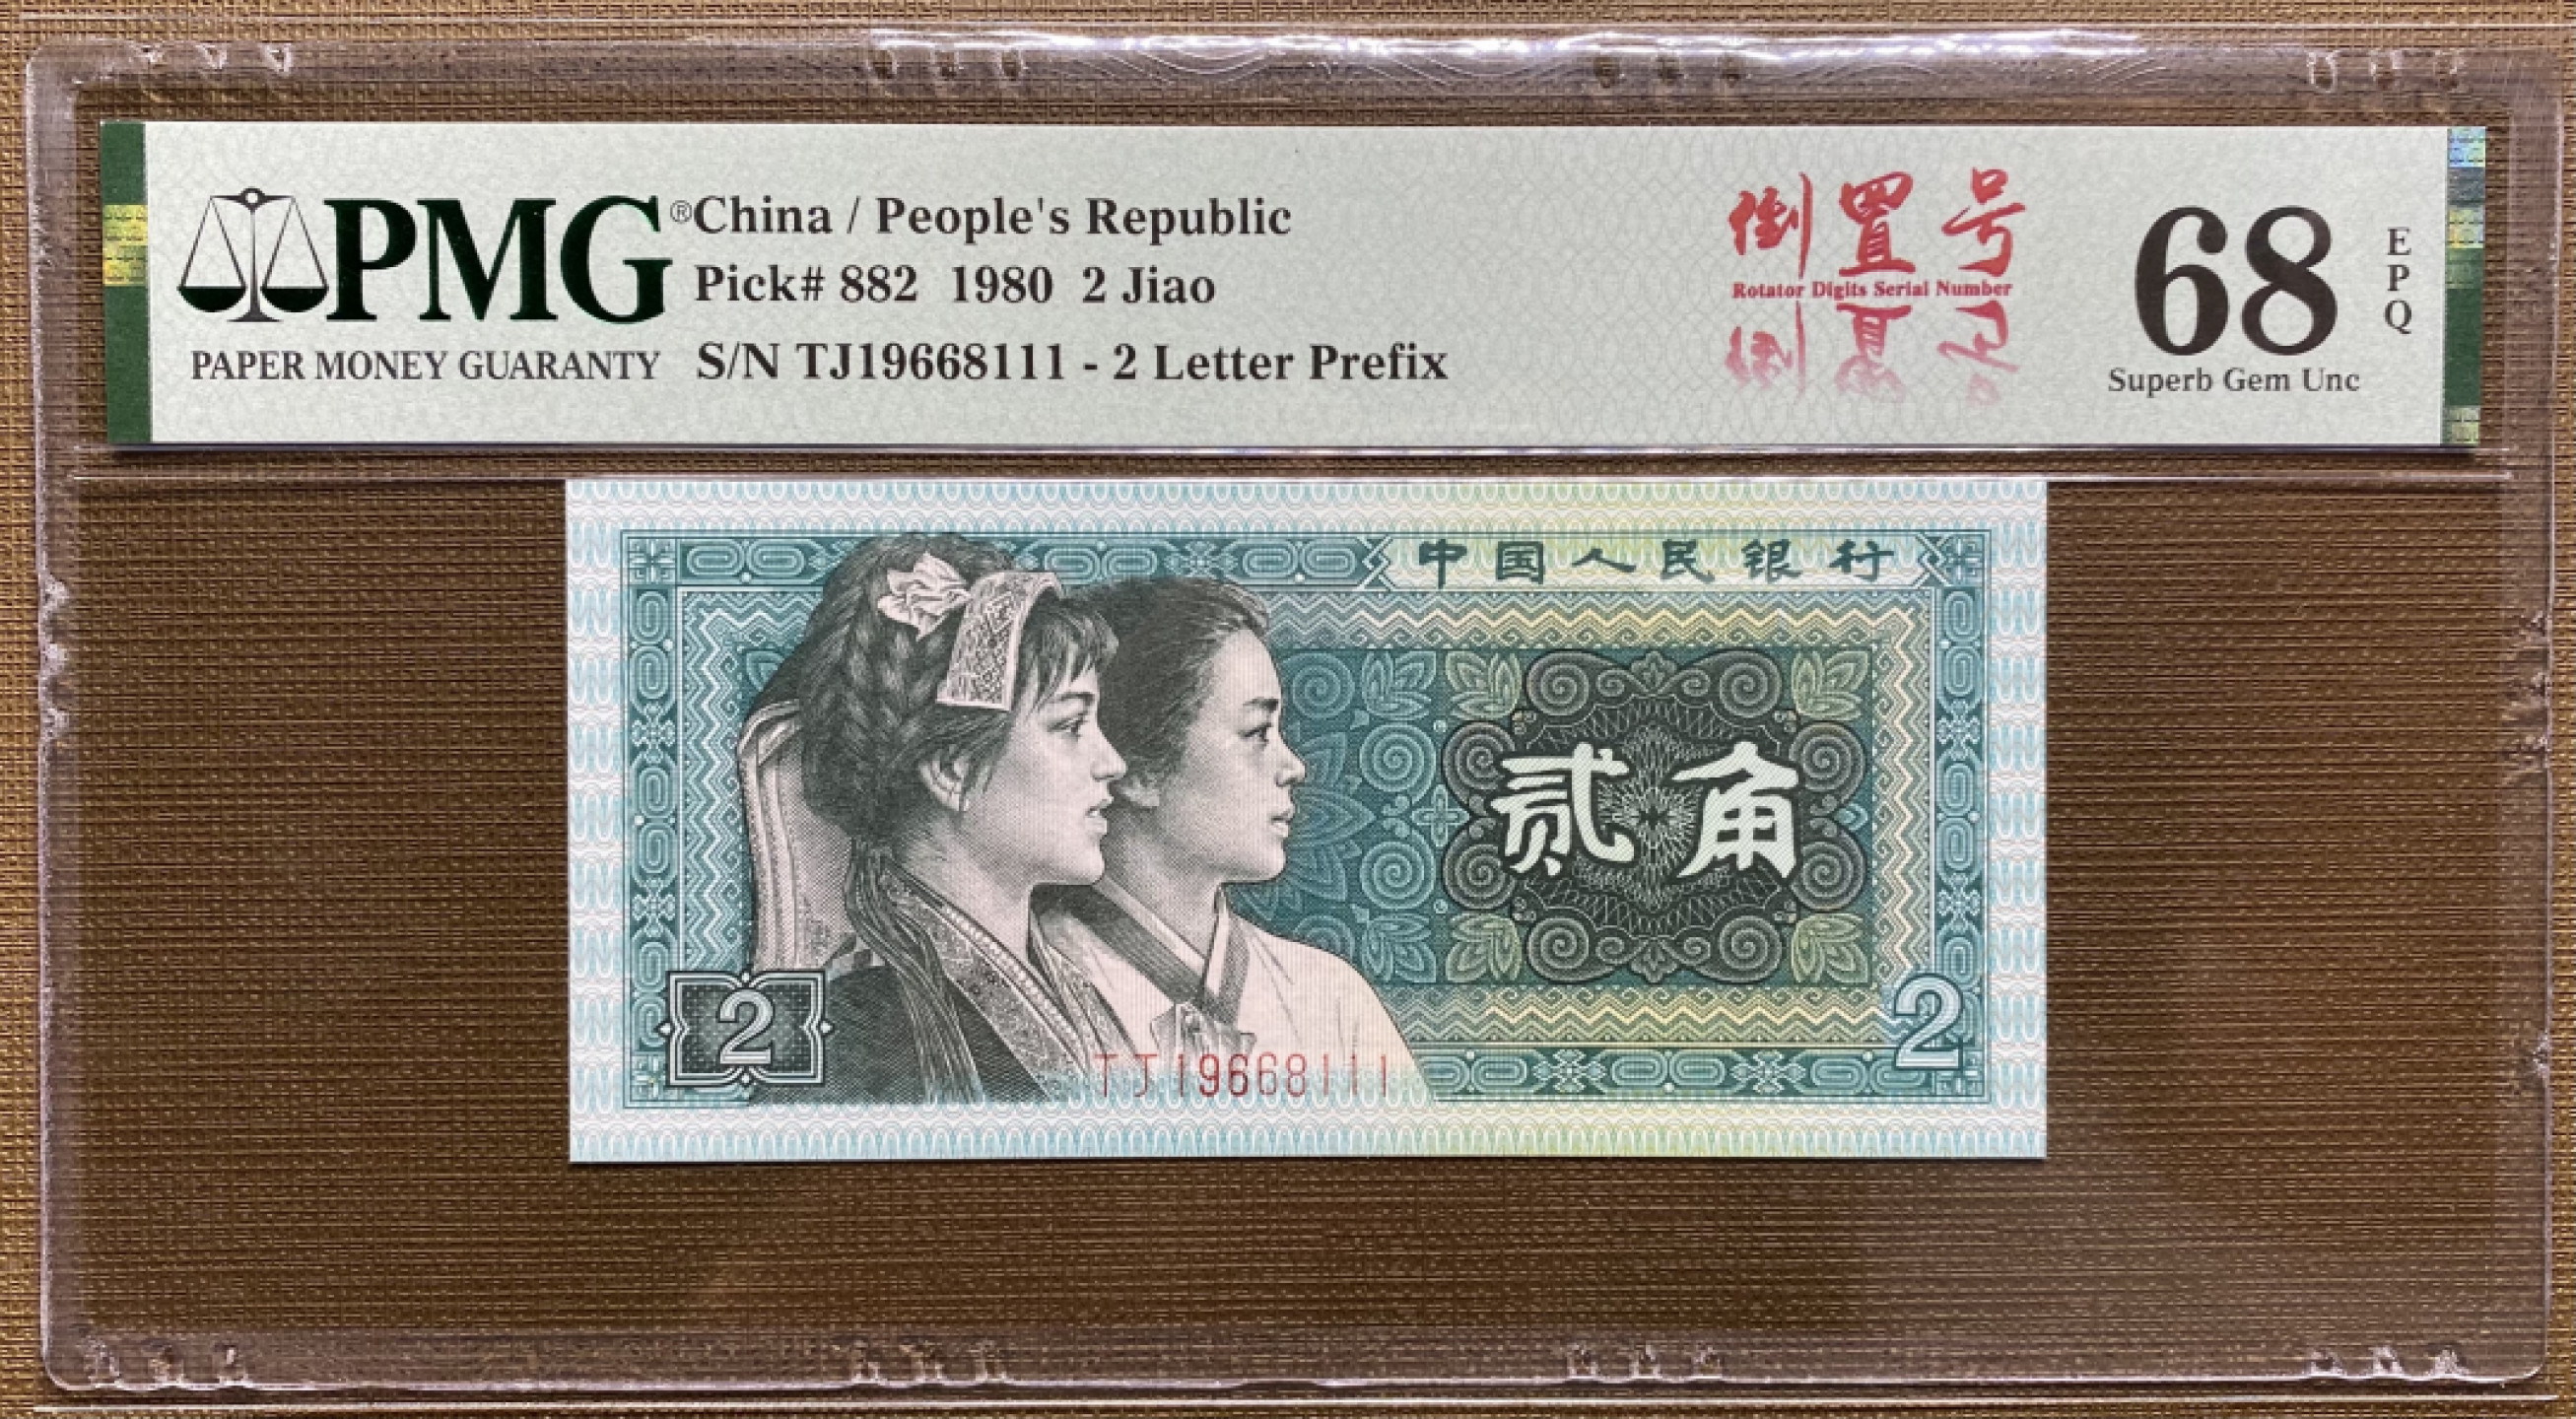 PMG®
PAPER MONEY GUARANTY
China / People's Republic
Pick# 882 1980 2 Jiao
S/N TJ19668111 - 2 Letter Prefix
倒置号
Rotator Digits Serial Number
68
EPQ
Superb Gem Unc
中国人民银行
贰角
2
2
TJ19668111